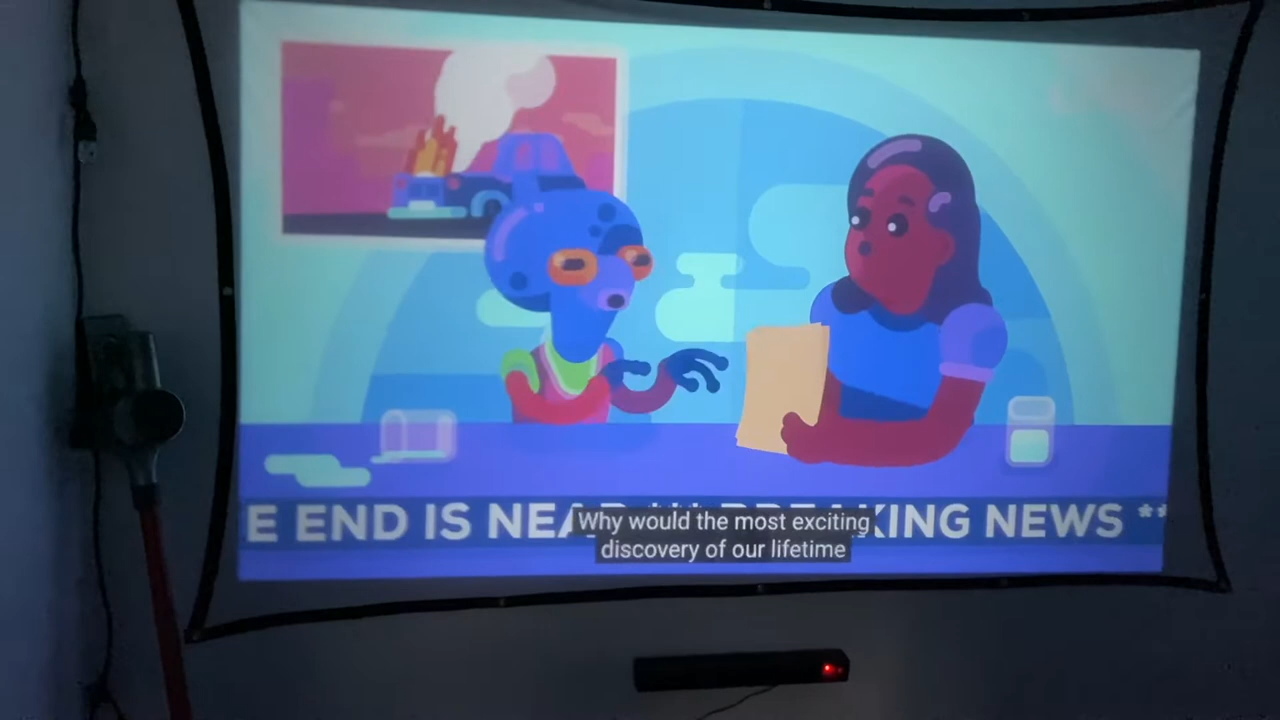 E END IS NEA
KING NEWS **
Why would the most exciting
discovery of our lifetime